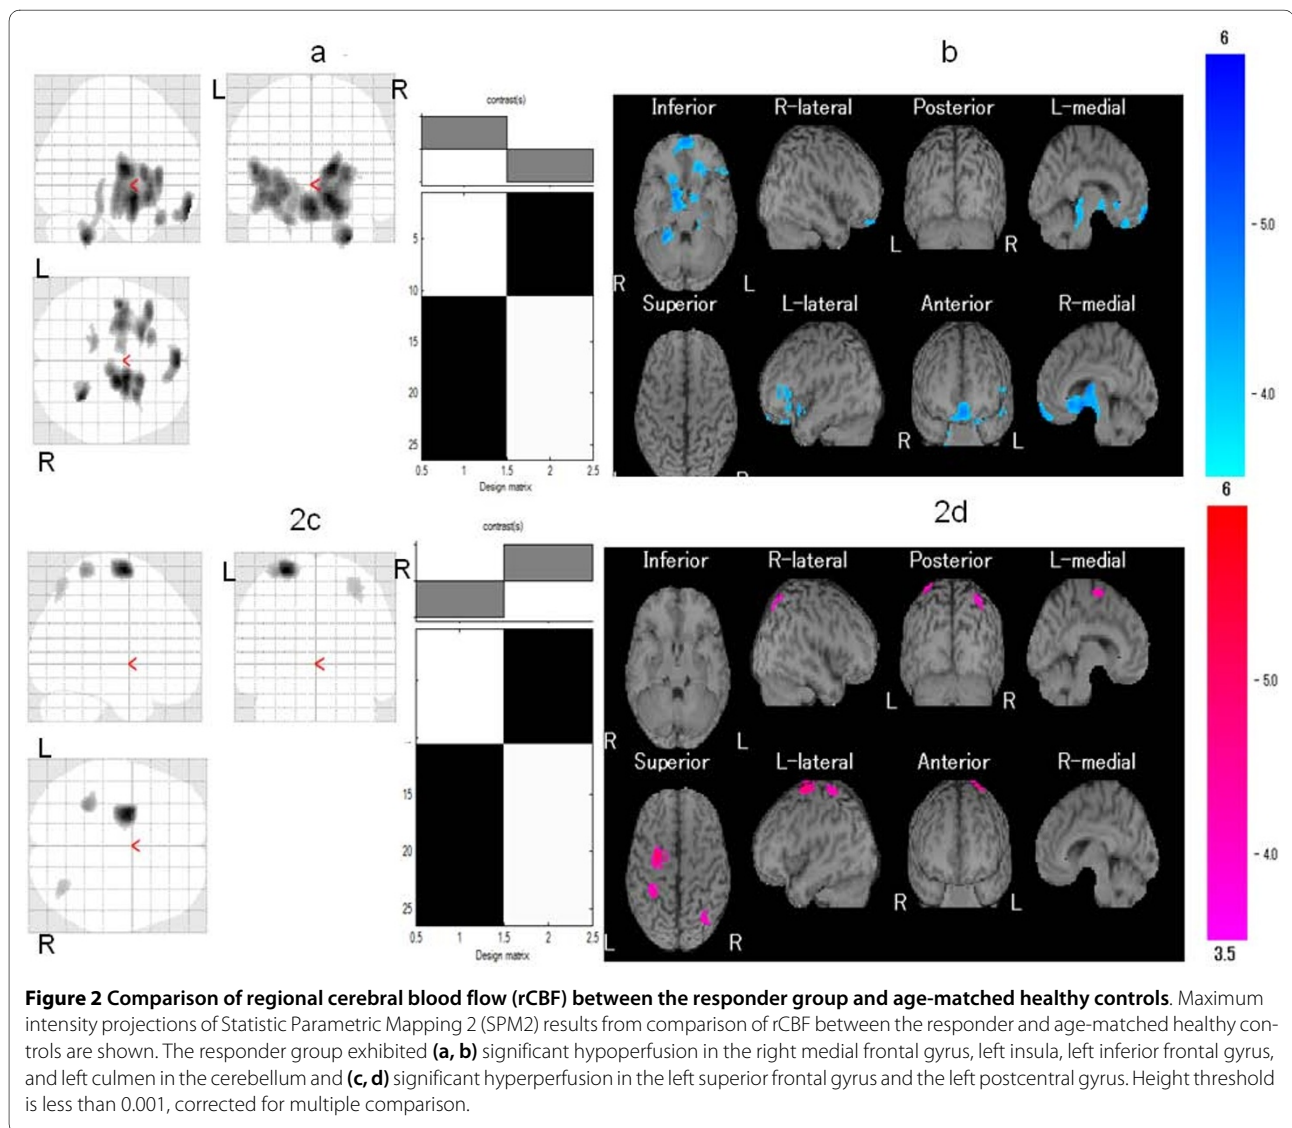 a
b
6
L
R
contrast(s)
Inferior
R-lateral
Posterior
L-medial
5
5.0
L
R
L
10
R
L
Superior
L-lateral
Anterior
R-medial
15
4.0
20
25
R
L
R
0.5
1
1.5
2
2.5
Design matrix
6
2c
2d
contrast(s)
L
R
Inferior
R-lateral
Posterior
L-medial
5.0
L
R
R
L
L
Superior
L-lateral
Anterior
R-medial
15
20
4.0
25
R
L
R
R
L
0.5
1
1.5
2
2.5
Design matrix
3.5
Figure 2 Comparison of regional cerebral blood flow (rCBF) between the responder group and age-matched healthy controls. Maximum
intensity projections of Statistic Parametric Mapping 2 (SPM2) results from comparison of rCBF between the responder and age-matched healthy con-
trols are shown. The responder group exhibited (a, b) significant hypoperfusion in the right medial frontal gyrus, left insula, left inferior frontal gyrus,
and left culmen in the cerebellum and (c, d) significant hyperperfusion in the left superior frontal gyrus and the left postcentral gyrus. Height threshold
is less than 0.001, corrected for multiple comparison.